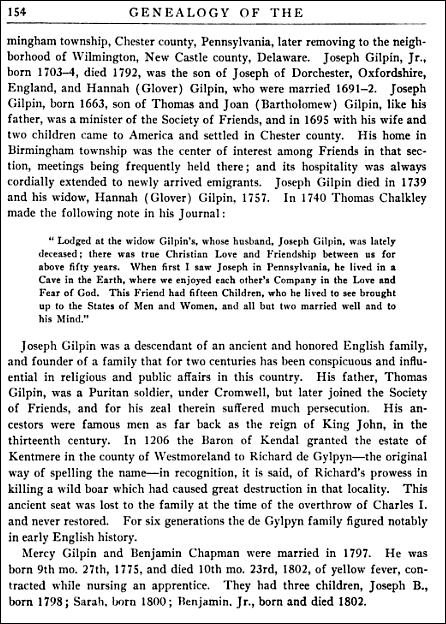 154 GENEALOGY OF THE
mingham township, Chester county, Pennsylvania, later removing to the neigh-
borhood of Wilmington, New Castle county, Delaware. Joseph Gilpin, Jr.,
born 1703–4, died 1792, was the son of Joseph of Dorchester, Oxfordshire,
England, and Hannah (Glover) Gilpin, who were married 1691–2. Joseph
Gilpin, born 1663, son of Thomas and Joan (Bartholomew) Gilpin, like his
father, was a minister of the Society of Friends, and in 1695 with his wife and
two children came to America and settled in Chester county. His home in
Birmingham township was the center of interest among Friends in that sec-
tion, meetings being frequently held there; and its hospitality was always
cordially extended to newly arrived emigrants. Joseph Gilpin died in 1739
and his widow, Hannah (Glover) Gilpin, 1757. In 1740 Thomas Chalkley
made the following note in his Journal:
" Lodged at the widow Gilpin's, whose husband, Joseph Gilpin, was lately
deceased; there was true Christian Love and Friendship between us for
above fifty years. When first I saw Joseph in Pennsylvania, he lived in a
Cave in the Earth, where we enjoyed each other's Company in the Love and
Fear of God. This Friend had fifteen Children, who he lived to see brought
up to the States of Men and Women, and all but two married well and to
his Mind."
Joseph Gilpin was a descendant of an ancient and honored English family,
and founder of a family that for two centuries has been conspicuous and influ-
ential in religious and public affairs in this country. His father, Thomas
Gilpin, was a Puritan soldier, under Cromwell, but later joined the Society
of Friends, and for his zeal therein suffered much persecution. His an-
cestors were famous men as far back as the reign of King John, in the
thirteenth century. In 1206 the Baron of Kendal granted the estate of
Kentmere in the county of Westmoreland to Richard de Gylpyn—the original
way of spelling the name—in recognition, it is said, of Richard's prowess in
killing a wild boar which had caused great destruction in that locality. This
ancient seat was lost to the family at the time of the overthrow of Charles I.
and never restored. For six generations the de Gylpyn family figured notably
in early English history.
Mercy Gilpin and Benjamin Chapman were married in 1797. He was
born 9th mo. 27th, 1775, and died 10th mo. 23rd, 1802, of yellow fever, con-
tracted while nursing an apprentice. They had three children, Joseph B.,
born 1798; Sarah, born 1800; Benjamin, Jr., born and died 1802.